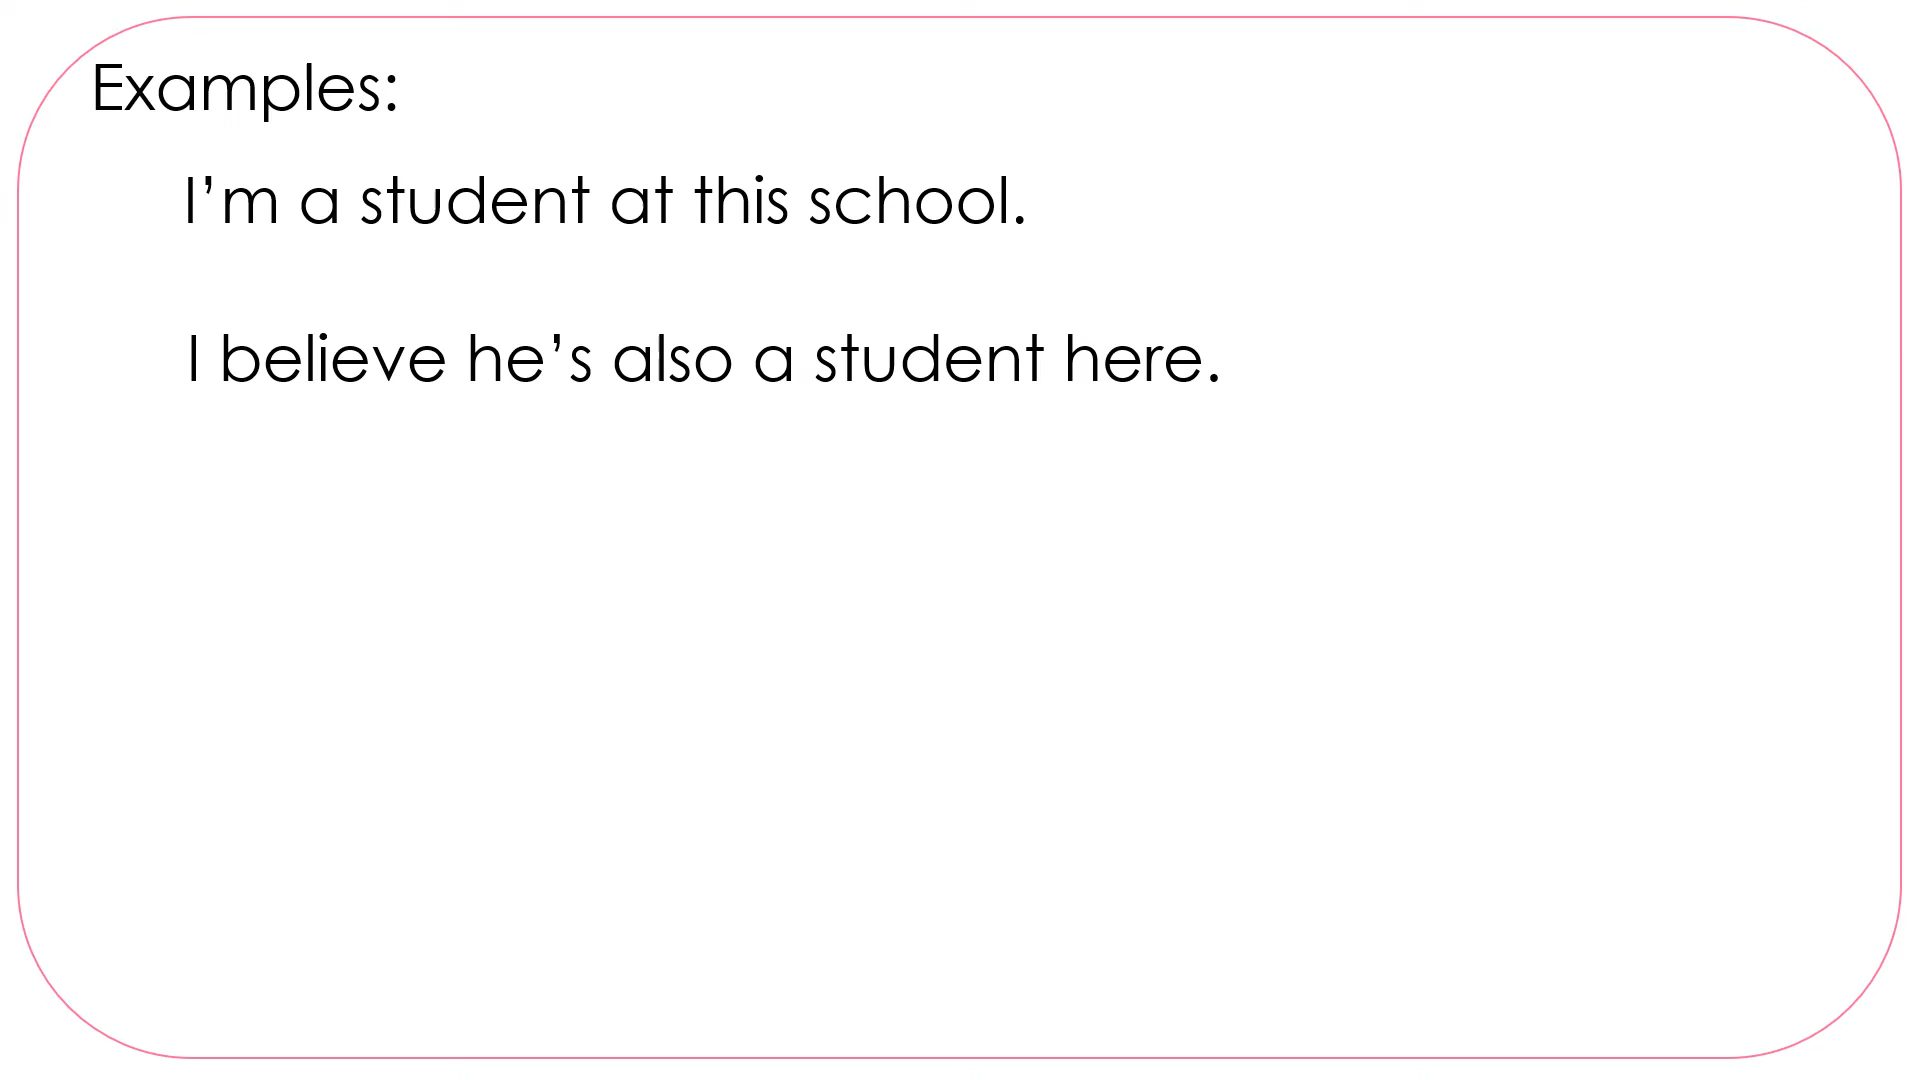 Examples:
I’m a student at this school.
I believe he’s also a student here.